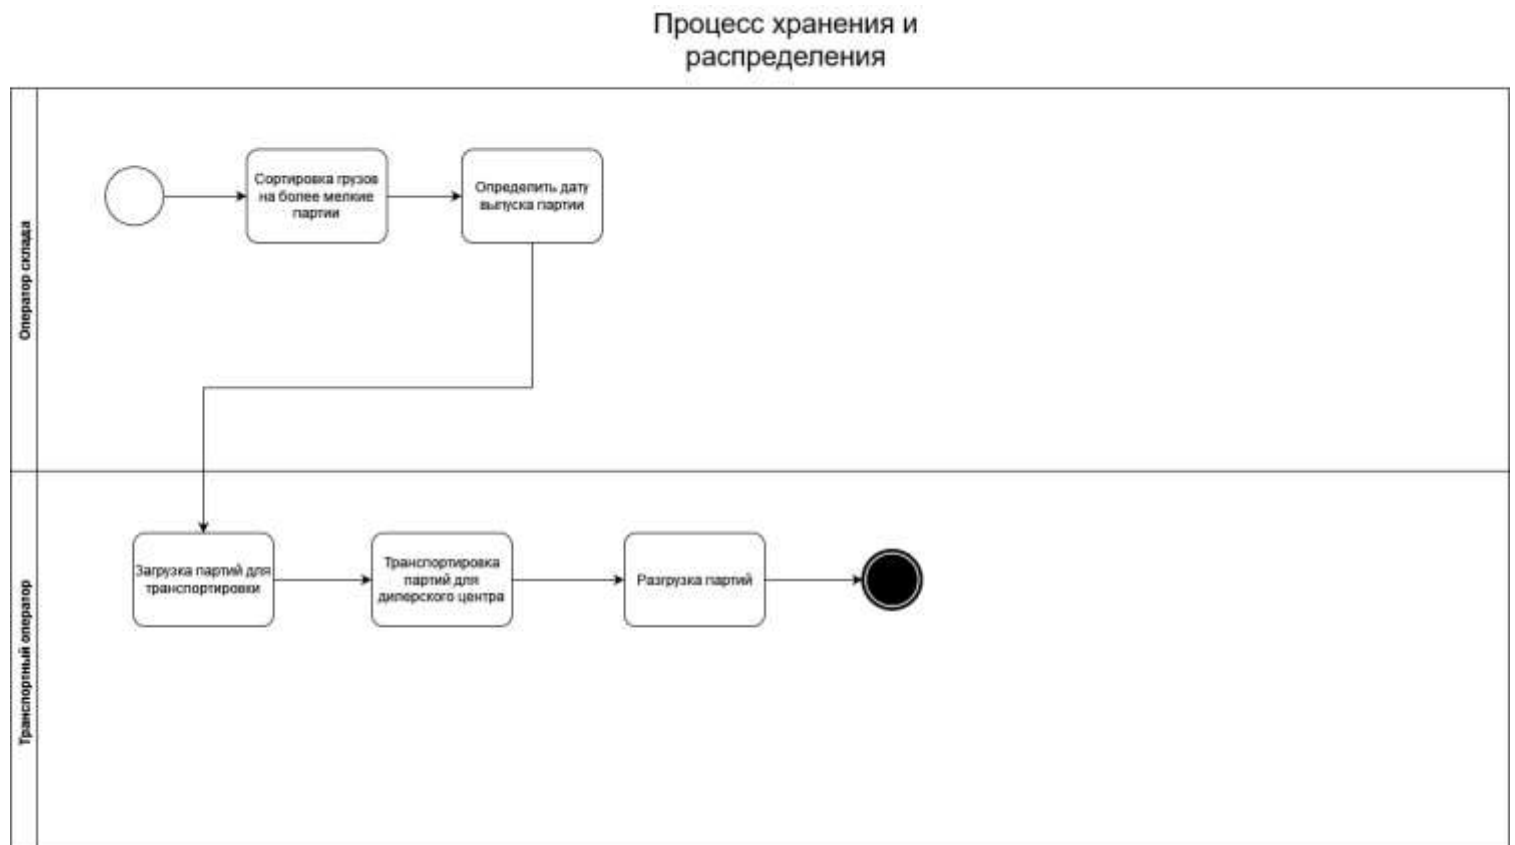 Процесс хранения и
распределения
Оператор склада
Сортировка грузов
на более мелкие
партии
Определить дату
выпуска партии
Транспортный оператор
Загрузка партий для
транспортировки
Транспортировка
партий для
дилерского центра
Разгрузка партий